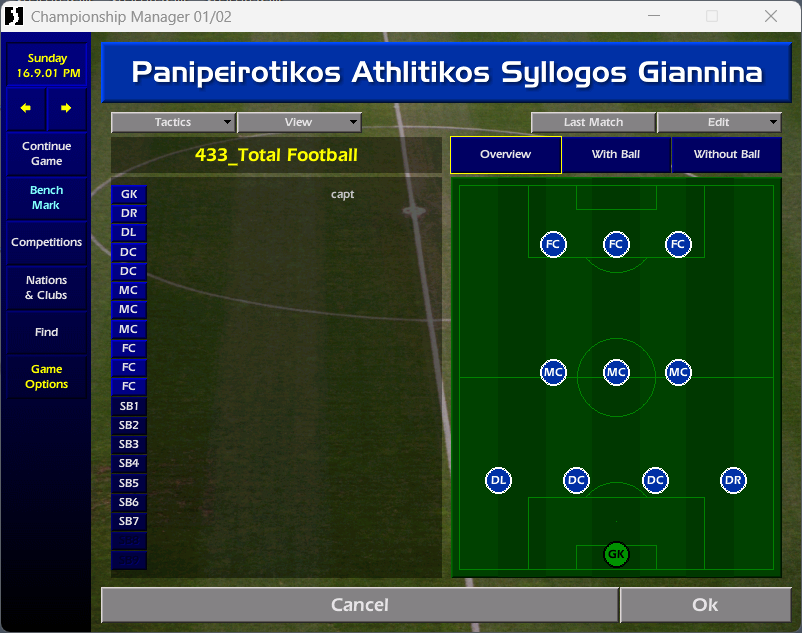 Championship Manager 01/02
Sunday
16.9.01 PM
Continue
Game
Bench
Mark
Competitions
Nations
& Clubs
Find
Game
Options
Panipeirotikos Athlitikos Syllogos Giannina
Tactics
View
Last Match
Edit
433_Total Football
Overview
With Ball
Without Ball
GK capt
DR
DL
DC
DC
MC
MC
MC
FC
FC
FC
SB1
SB2
SB3
SB4
SB5
SB6
SB7
FC FC FC
MC MC MC
DL DC DC DR
GK
Cancel
Ok